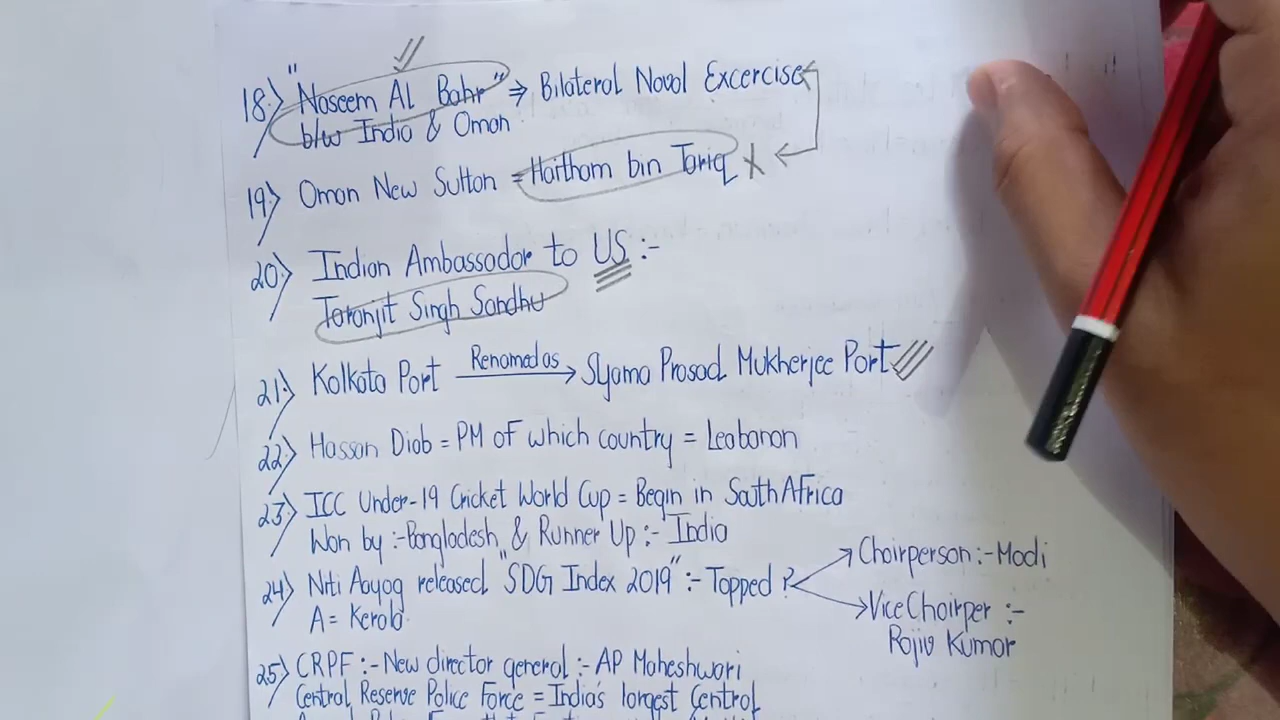 18) "Naseem Al Bahr" ⇒ Bilateral Naval Excercise
b/w India & Oman
19) Oman New Sultan = Haitham bin Tariq X
20) Indian Ambassador to US :-
Taranjit Singh Sandhu
21) Kolkata Port Renamed as → Syama Prasad Mukherjee Port
22) Hassan Diab = PM of which country = Leabanon
23) ICC Under-19 Cricket World Cup = Begin in South Africa
Won by :- Bangladesh & Runner Up :- India
24) Niti Aayog released "SDG Index 2019" :- Topped ?
A = Kerala
Chairperson :- Modi
Vice Chairper :-
Rajiv Kumar
25) CRPF :- New director general :- AP Maheshwari
Central Reserve Police Force = India's largest Central